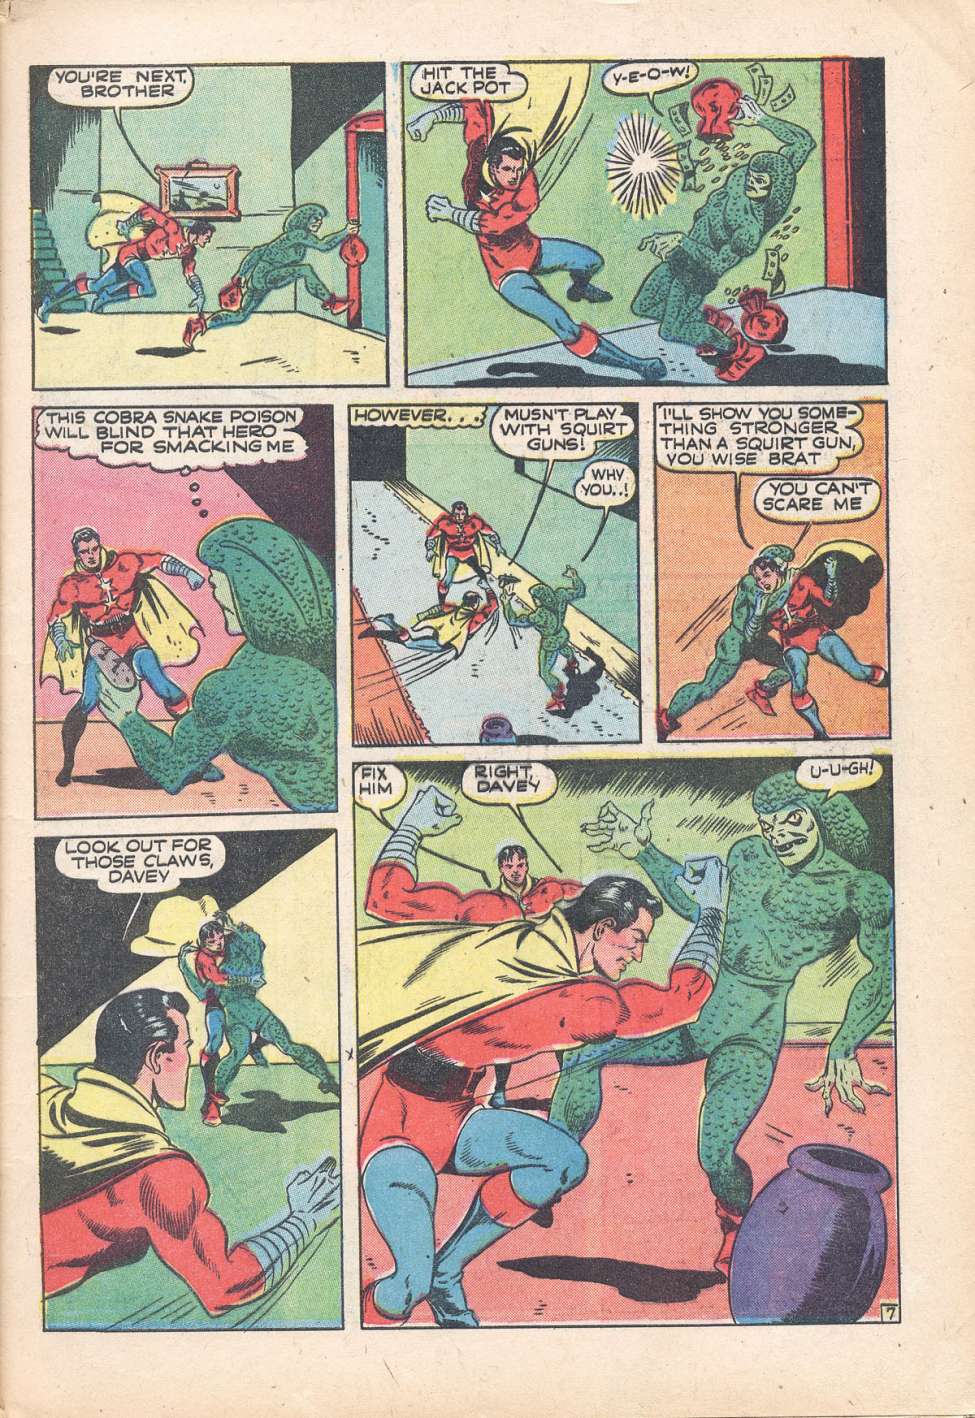 YOU'RE NEXT,
BROTHER
HIT THE
JACK POT
Y-E-O-W!
THIS COBRA SNAKE POISON
WILL BLIND THAT HERO
FOR SMACKING ME
HOWEVER...
MUSN'T PLAY
WITH SQUIRT
GUNS!
WHY
YOU..!
I'LL SHOW YOU SOME-
THING STRONGER
THAN A SQUIRT GUN,
YOU WISE BRAT
YOU CAN'T
SCARE ME
LOOK OUT FOR
THOSE CLAWS,
DAVEY
FIX
HIM
RIGHT,
DAVEY
U-U-GH!
7